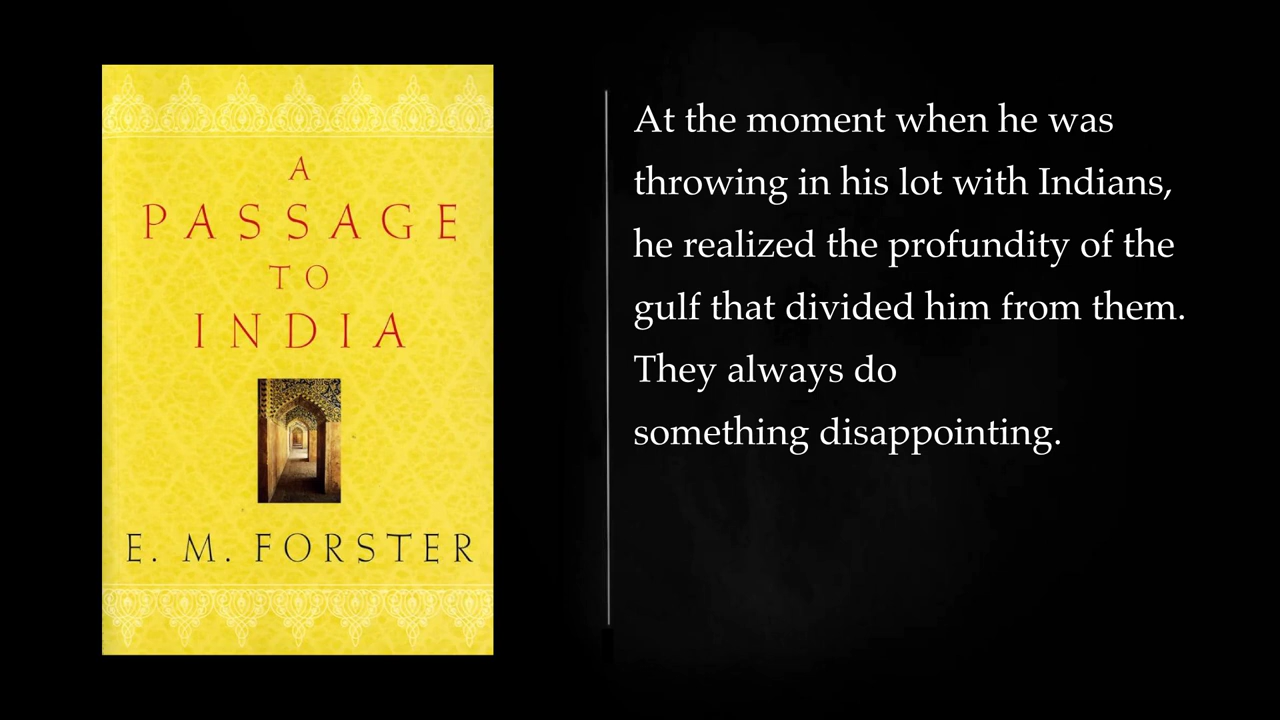 A
PASSAGE
TO
INDIA
E. M. FORSTER
At the moment when he was
throwing in his lot with Indians,
he realized the profundity of the
gulf that divided him from them.
They always do
something disappointing.